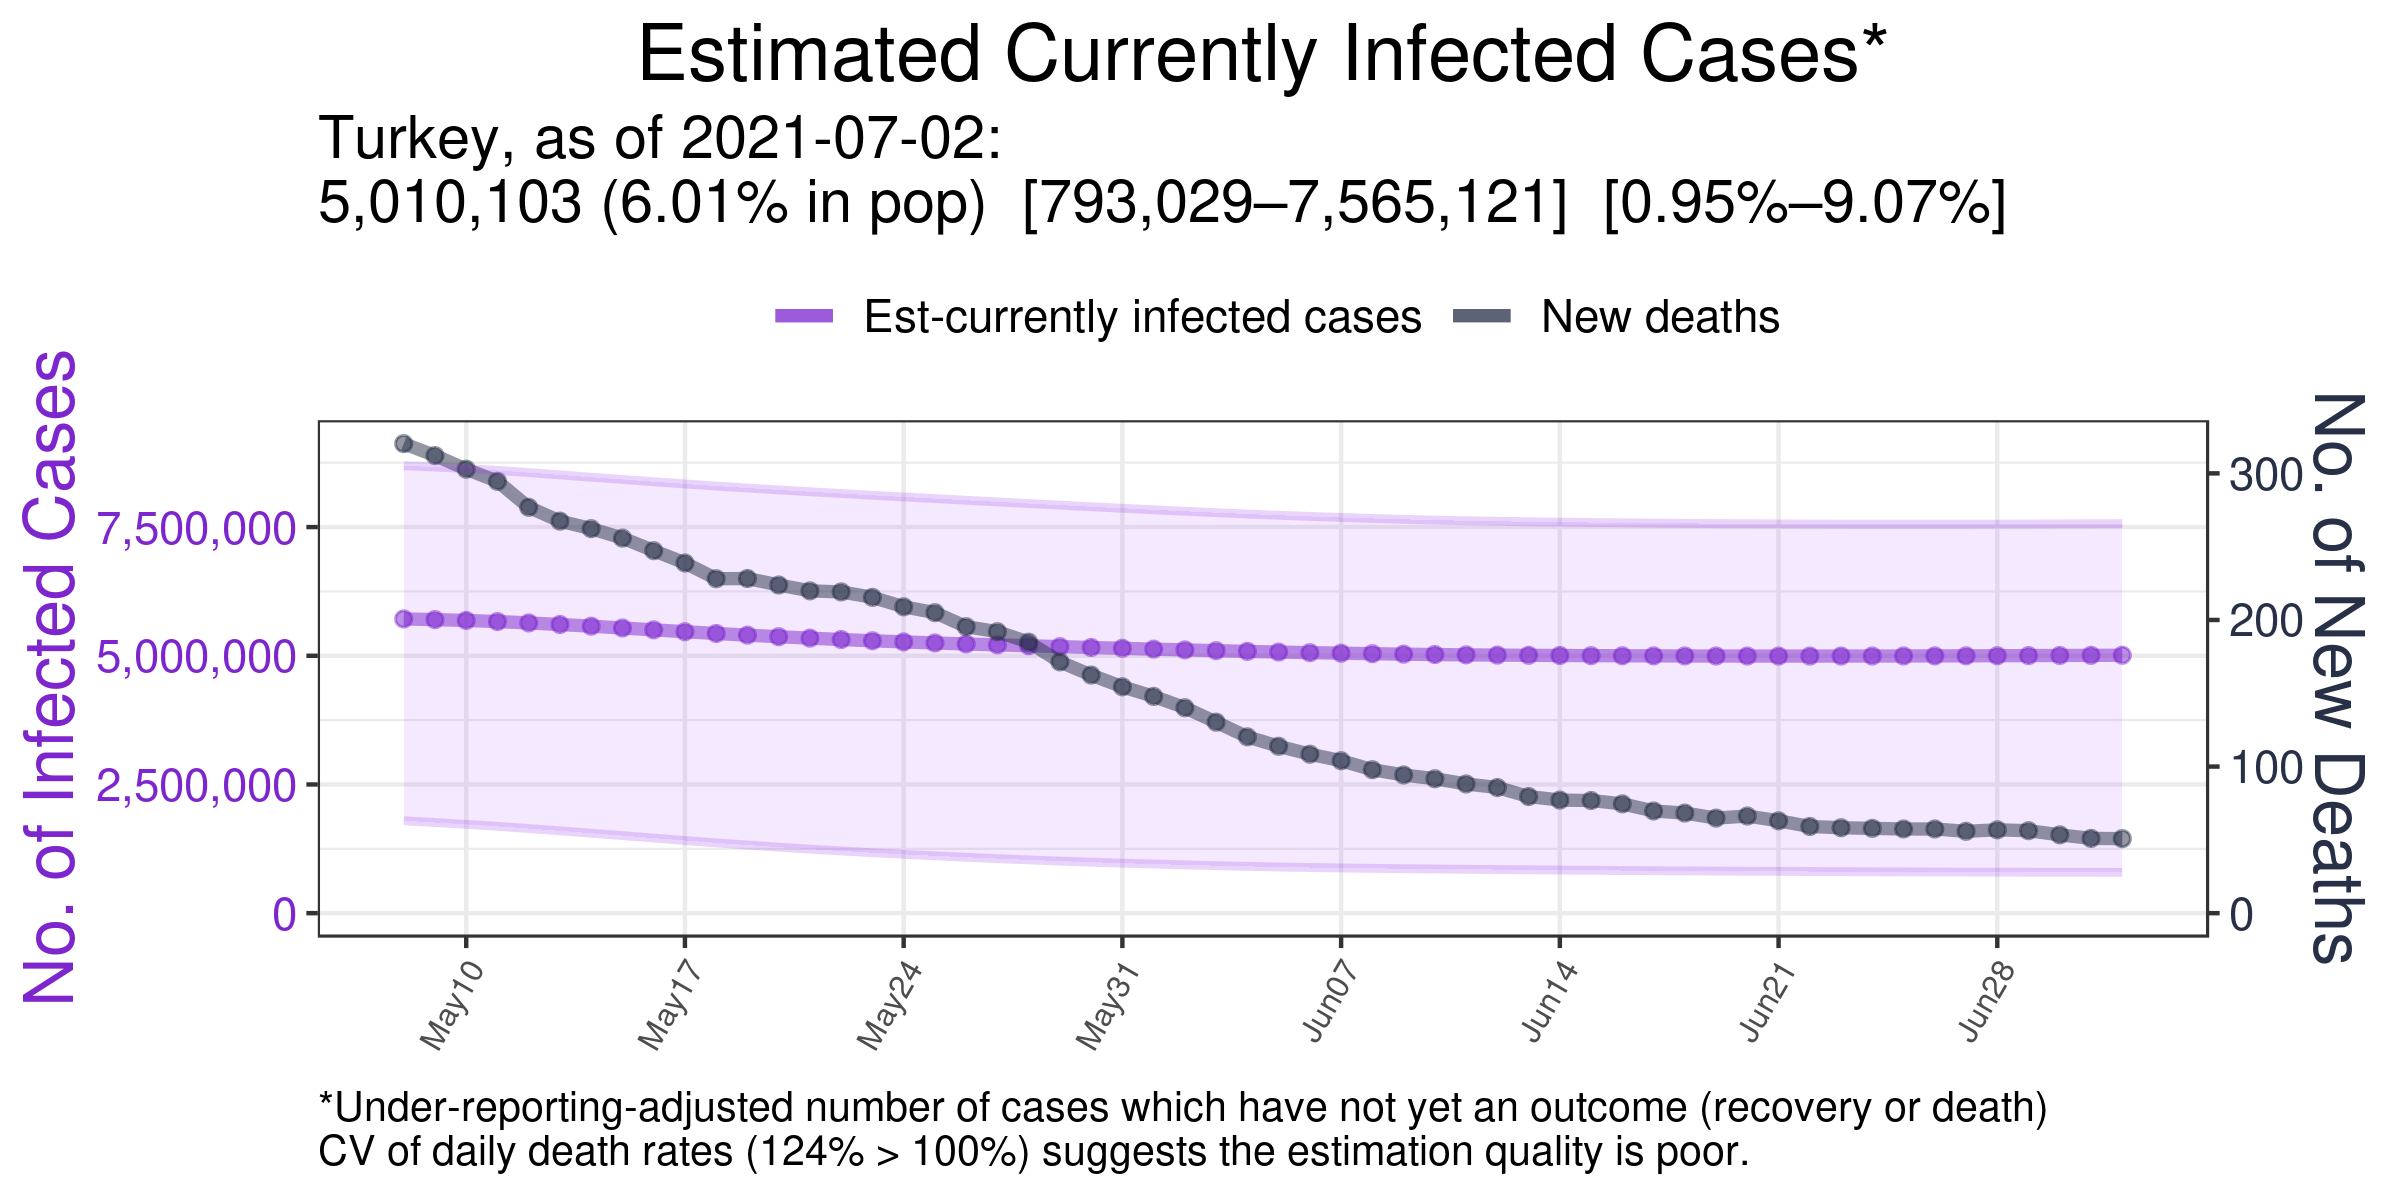 Estimated Currently Infected Cases*
Turkey, as of 2021-07-02:
5,010,103 (6.01% in pop)  [793,029–7,565,121]  [0.95%–9.07%]
Est-currently infected cases
New deaths
No. of Infected Cases
7,500,000
5,000,000
2,500,000
0
300
200
100
0
No. of New Deaths
May10
May17
May24
May31
Jun07
Jun14
Jun21
Jun28
*Under-reporting-adjusted number of cases which have not yet an outcome (recovery or death)
CV of daily death rates (124% > 100%) suggests the estimation quality is poor.